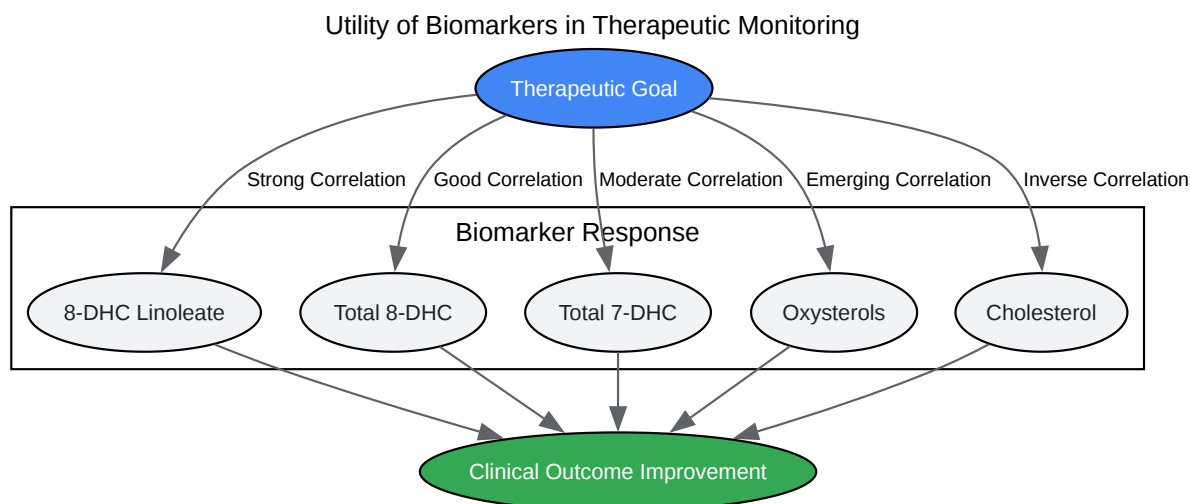 Utility of Biomarkers in Therapeutic Monitoring
Therapeutic Goal
Strong Correlation
Good Correlation
Moderate Correlation
Emerging Correlation
Inverse Correlation
Biomarker Response
8-DHC Linoleate
Total 8-DHC
Total 7-DHC
Oxysterols
Cholesterol
Clinical Outcome Improvement